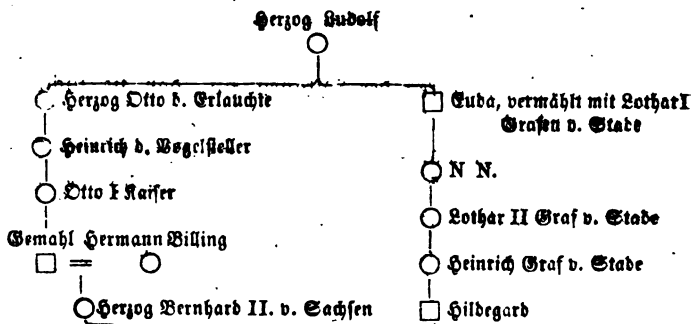 Herzog Ludolf
Herzog Otto d. Erlauchte
Euda, vermählt mit Lothar I
Grafen v. Stade
Heinrich d. Vogelsteller
N N.
Otto I Kaiser
Lothar II Graf v. Stade
Gemahl Hermann Billing
Heinrich Graf v. Stade
Herzog Bernhard II. v. Sachsen
Hildegard